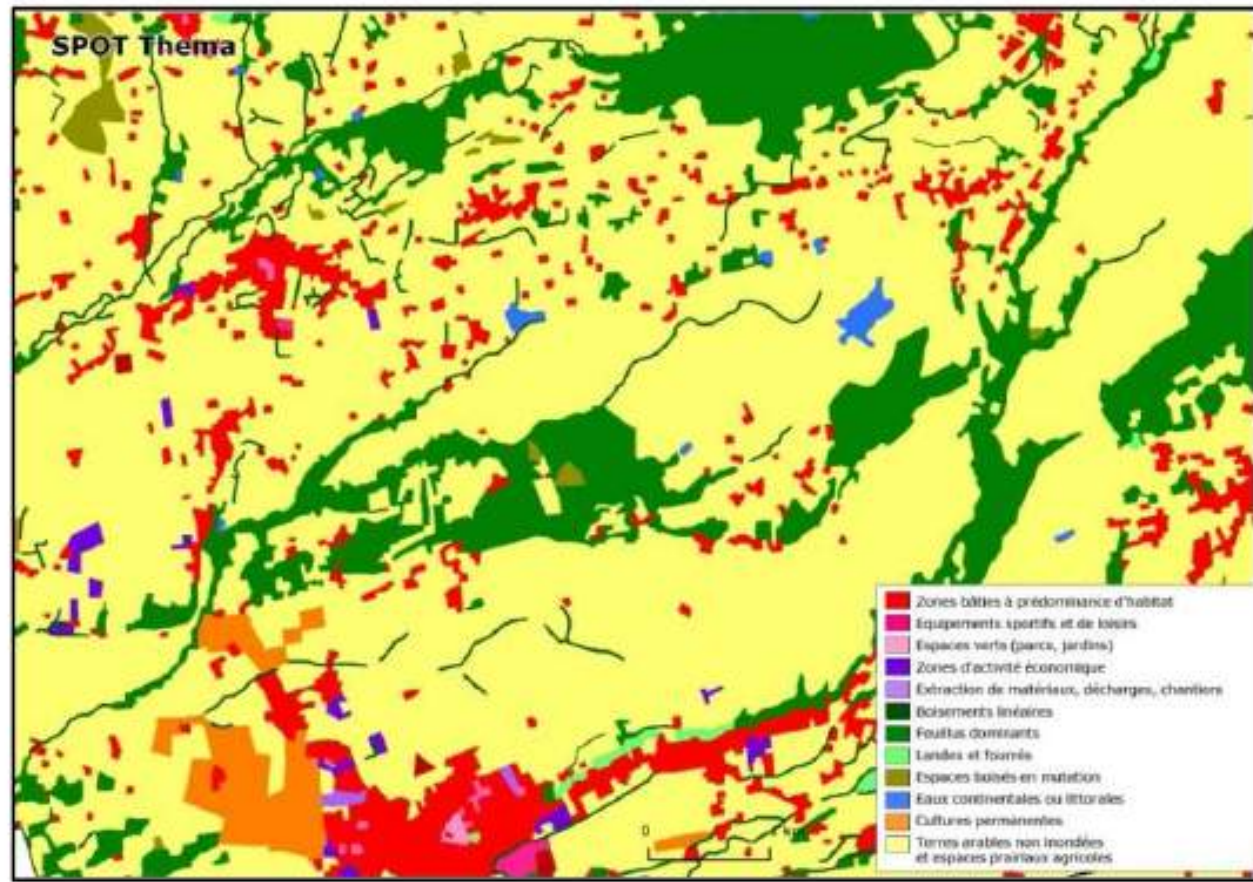 SPOT Thema
Zones bâties à prédominance d'habitat
Equipements sportifs et de loisirs
Espaces verts (parcs, jardins)
Zones d'activité économique
Extraction de matériaux, décharges, chantiers
Boisements linéaires
Feuillus dominants
Landes et fourrés
Espaces boisés en mutation
Eaux continentales ou littorales
Cultures permanentes
Terres arables non inondées
et espaces prairiaux agricoles
0